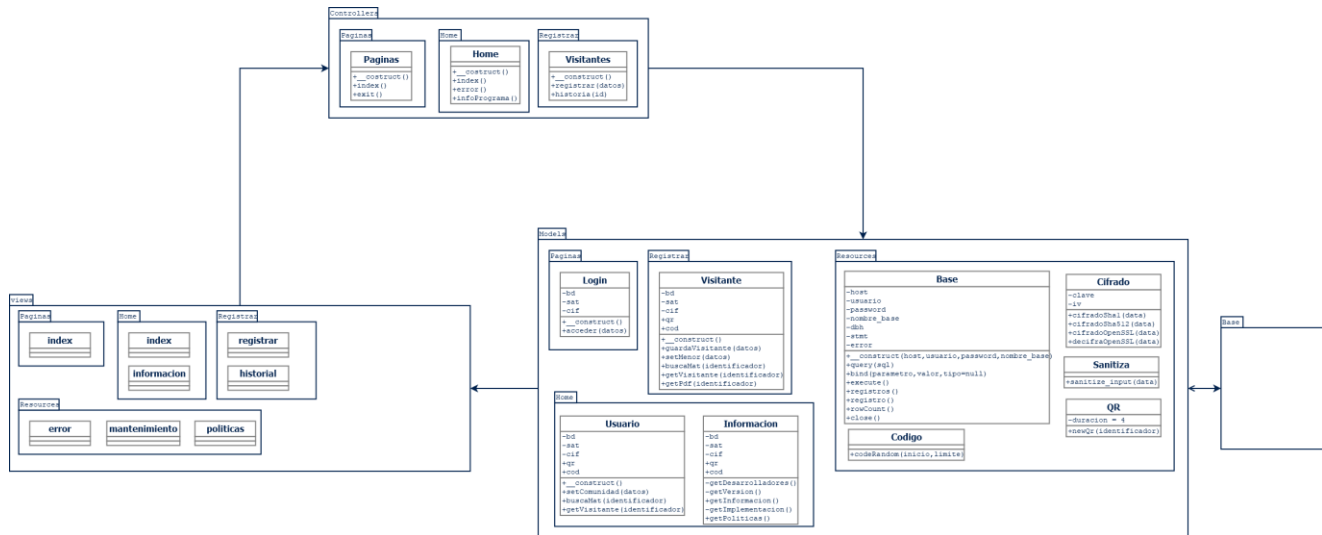 Controllers
Paginas
Paginas
+__costruct()
+index()
+exit()
Home
Home
+__costruct()
+index()
+error()
+infoPrograma()
Registrar
Visitantes
+__construct()
+registrar(datos)
+historia(id)
views
Paginas
index
Home
index
informacion
Registrar
registrar
historial
Resources
error
mantenimiento
politicas
Models
Paginas
Login
-bd
-sat
-cif
+__construct()
+acceder(datos)
Registrar
Visitante
-bd
-sat
-cif
+qr
+cod
+__construct()
+guardaVisitante(datos)
+setMenor(datos)
+buscaMat(identificador)
+getVisitante(identificador)
+getPdf(identificador)
Home
Usuario
-bd
-sat
-cif
+qr
+cod
+__construct()
+setComunidad(datos)
+buscaMat(identificador)
+getVisitante(identificador)
Informacion
-bd
-sat
-cif
+qr
+cod
-getDesarrolladores()
-getVersion()
+getInformacion()
-getImplementacion()
+getPoliticas()
Resources
Base
-host
-usuario
-password
-nombre_base
-dbh
-stmt
-error
+__construct(host,usuario,password,nombre_base)
+query(sql)
+bind(parametro,valor,tipo=null)
+execute()
+registros()
+registro()
+rowCount()
+close()
Codigo
+codeRandom(inicio,limite)
Cifrado
-clave
-iv
+cifradoSha1(data)
+cifradoSha512(data)
+cifradoOpenSSL(data)
+decifraOpenSSL(data)
Sanitiza
+sanitize_input(data)
QR
-duracion = 4
+newQr(identificador)
Base